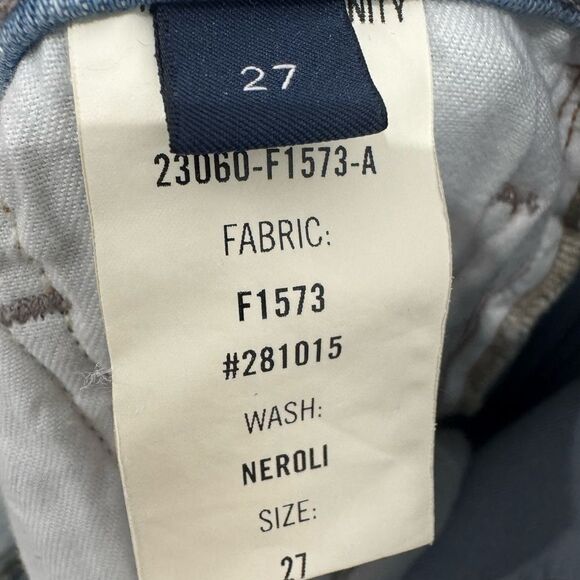 27
23060-F1573-A
FABRIC:
F1573
#281015
WASH:
NEROLI
SIZE:
27